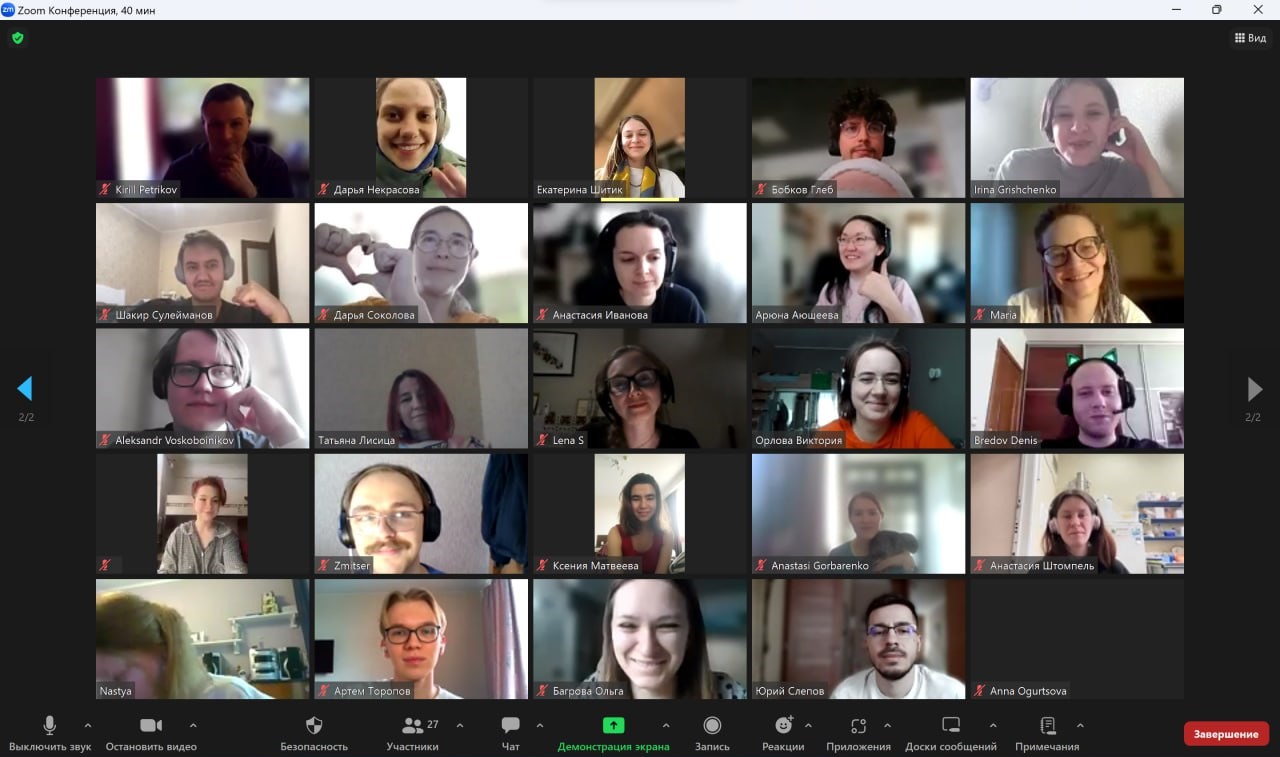 zm Zoom Конференция, 40 мин
Вид
Kirill Petrikov
Дарья Некрасова
Екатерина Шитик
Бобков Глеб
Irina Grishchenko
Шакир Сулейманов
Дарья Соколова
Анастасия Иванова
Арюна Аюшеева
Maria
Aleksandr Voskoboinikov
Татьяна Лисица
Lena S
Орлова Виктория
Bredov Denis
Zmitser
Ксения Матвеева
Anastasi Gorbarenko
Анастасия Штомпель
Nastya
Артем Торопов
Багрова Ольга
Юрий Слепов
Anna Ogurtsova
2/2
2/2
27
Выключить звук
Остановить видео
Безопасность
Участники
Чат
Демонстрация экрана
Запись
Реакции
Приложения
Доски сообщений
Примечания
Завершение